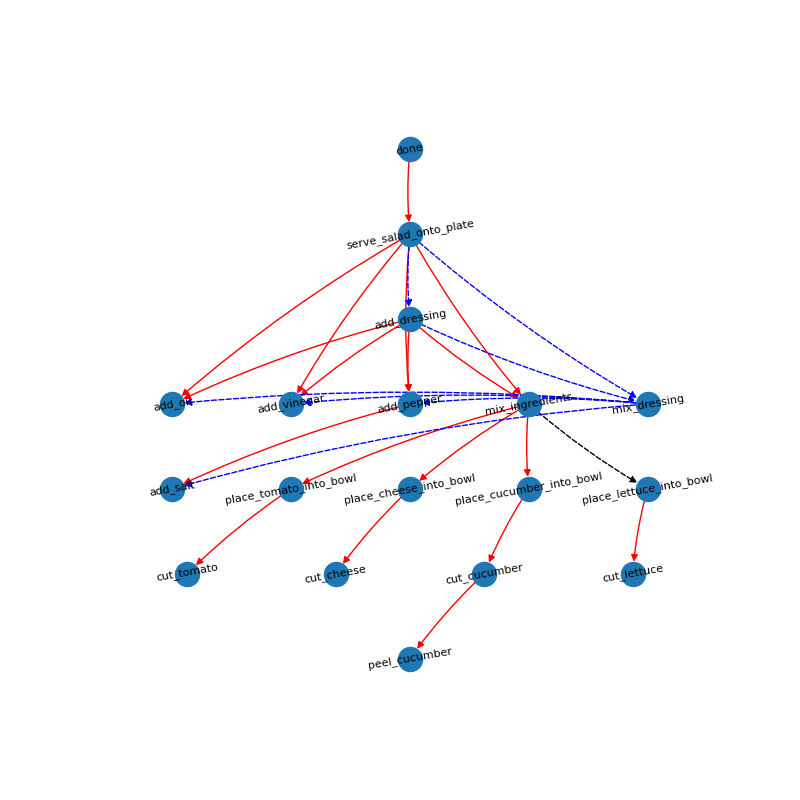 done
serve_salad_onto_plate
add_dressing
add_oil
add_vinegar
add_pepper
mix_ingredients
mix_dressing
add_salt
place_tomato_into_bowl
place_cheese_into_bowl
place_cucumber_into_bowl
place_lettuce_into_bowl
cut_tomato
cut_cheese
cut_cucumber
cut_lettuce
peel_cucumber